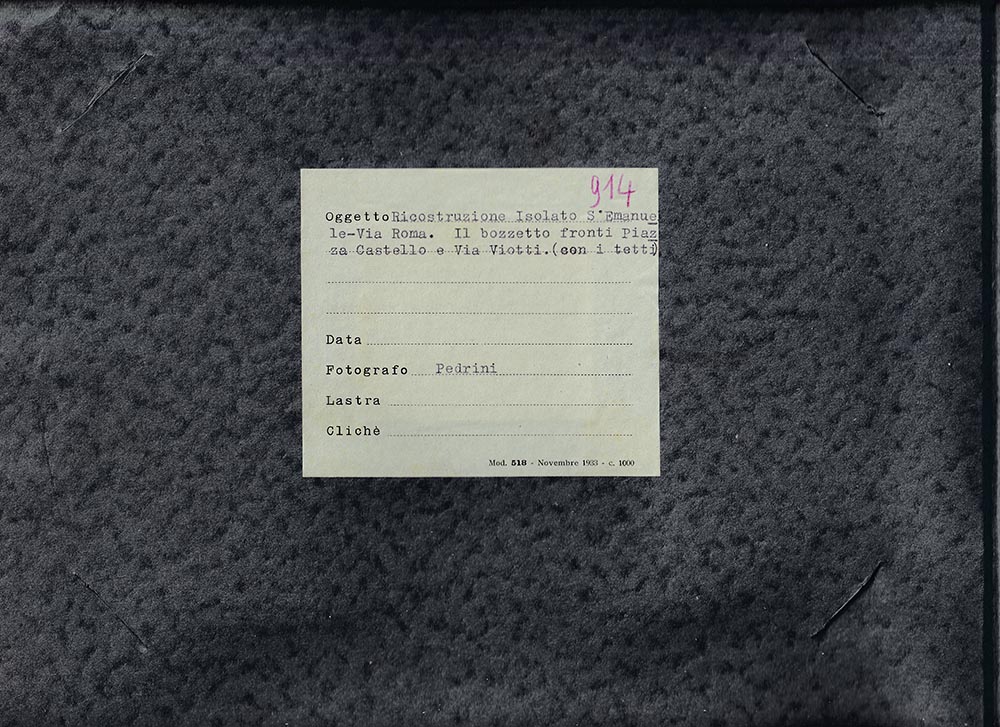 914
Oggetto Ricostruzione Isolato S'Emanue
le-Via Roma. Il bozzetto fronti Piaz
za Castello e Via Viotti.(con i tetti)
Data
Fotografo Pedrini
Lastra
Clichè
Mod. 518 - Novembre 1933 - c. 1000